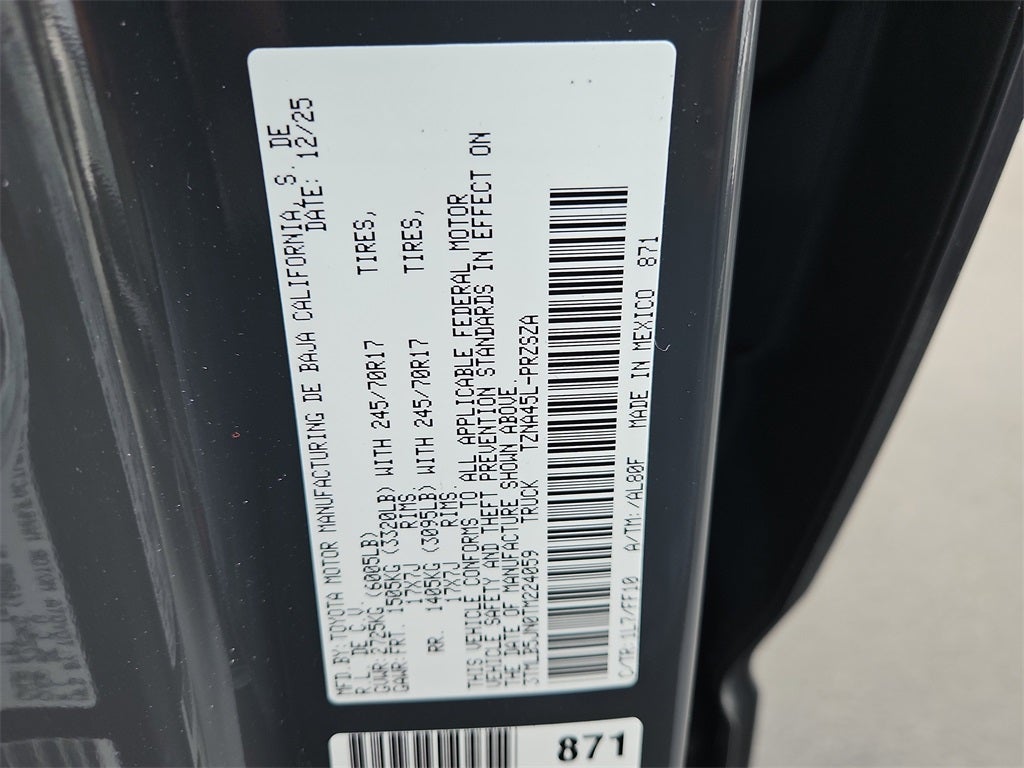 MFD.BY:TOYOTA MOTOR MANUFACTURING DE BAJA CALIFORNIA,S. DE
R.L. DE C.V. DATE: 12/25
GVWR:2725KG (6005LB)
GAWR:FRT. 1505KG (3320LB) WITH 245/70R17 TIRES,
17X7J RIMS.
RR. 1405KG (3095LB) WITH 245/70R17 TIRES,
17X7J RIMS
THIS VEHICLE CONFORMS TO ALL APPLICABLE FEDERAL MOTOR
VEHICLE SAFETY AND THEFT PREVENTION STANDARDS IN EFFECT ON
THE DATE OF MANUFACTURE SHOWN ABOVE.
3TMLB5JN0TM224059 TRUCK TZNA45L-PRZSZA
C/TR:1L7/FF10 A/TM:/AL80F MADE IN MEXICO 871
871